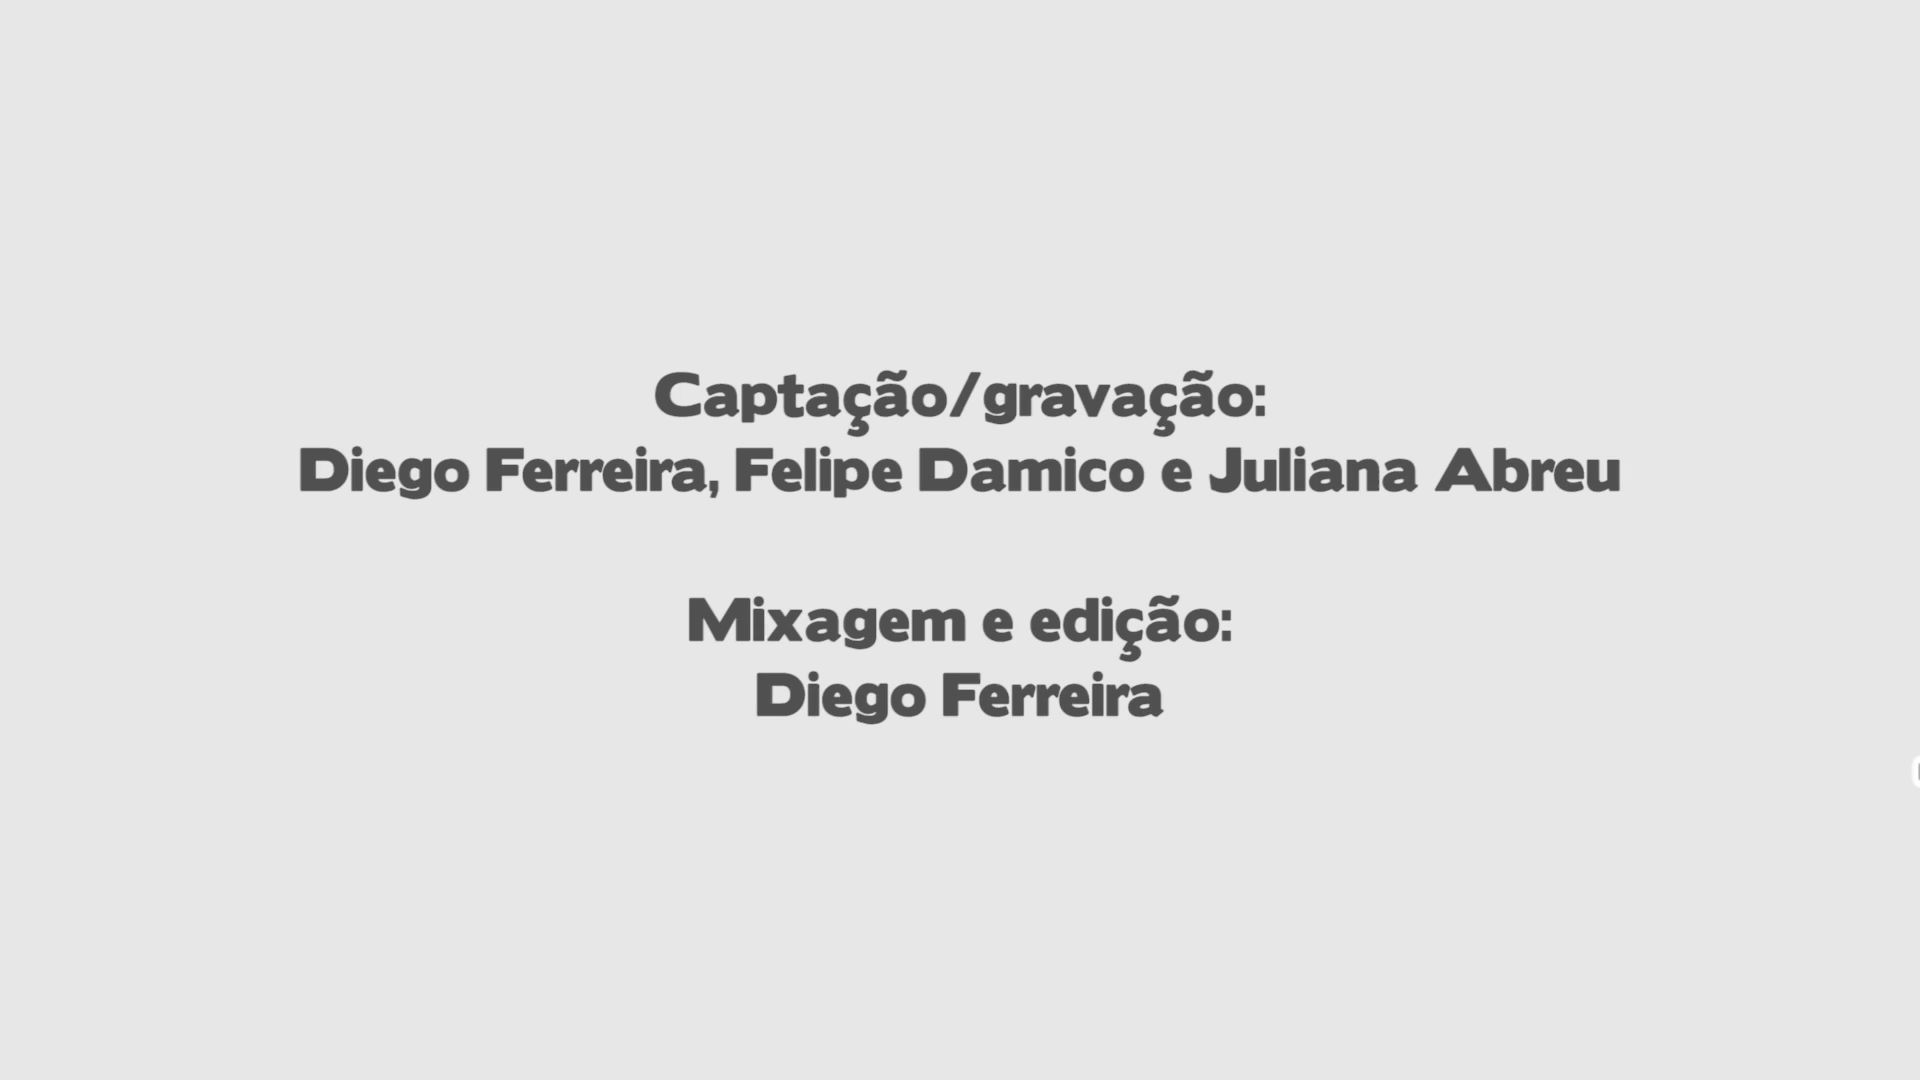 Captação/gravação:
Diego Ferreira, Felipe Damico e Juliana Abreu
Mixagem e edição:
Diego Ferreira